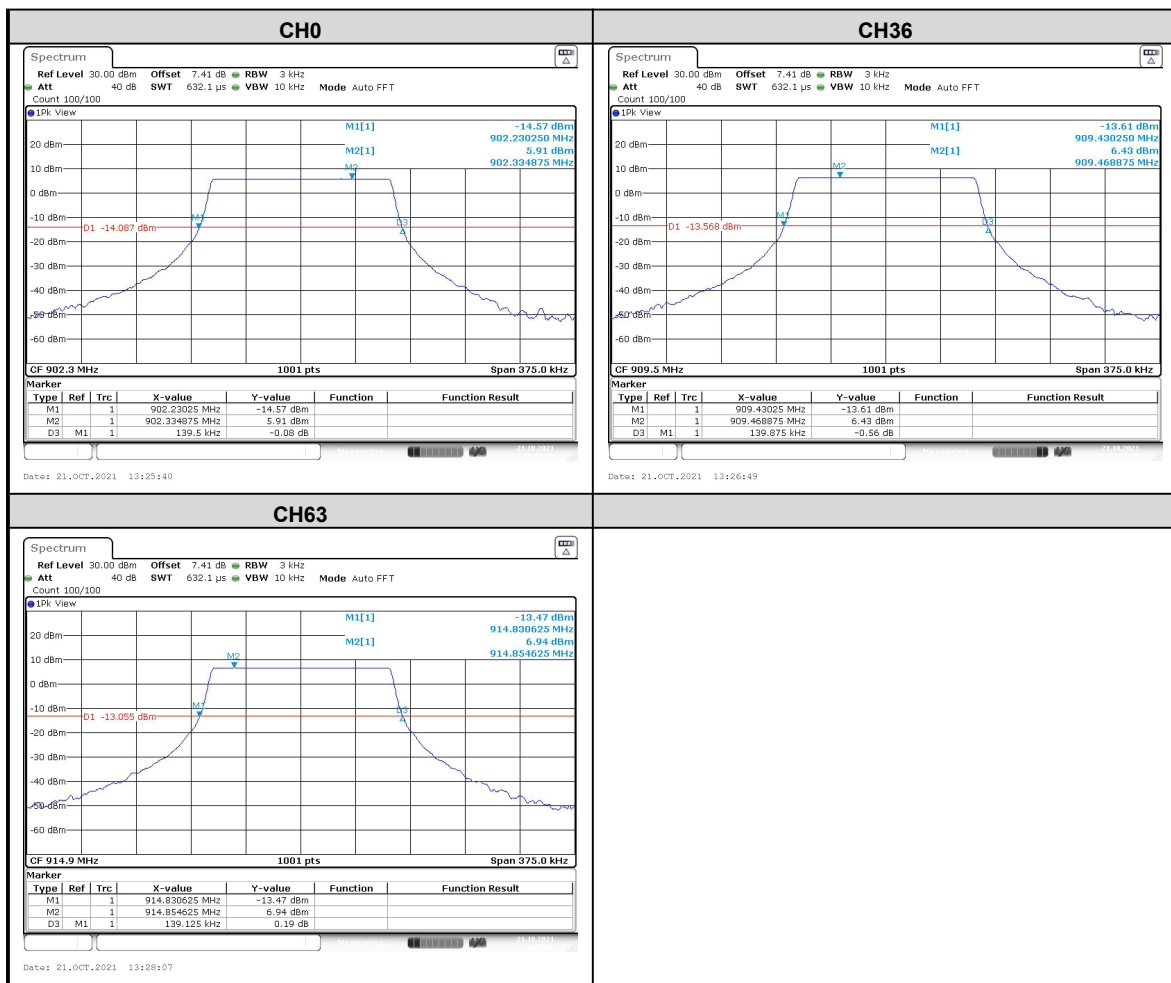 CH0
Spectrum
Ref Level 30.00 dBm Offset 7.41 dB RBW 3 kHz
Att 40 dB SWT 632.1 µs VBW 10 kHz Mode Auto FFT
Count 100/100
1Pk View
M1[1] -14.57 dBm
902.230250 MHz
20 dBm
M2[1] 5.91 dBm
902.334875 MHz
10 dBm
M2
0 dBm
-10 dBm
M1
D3
D1 -14.087 dBm
-20 dBm
-30 dBm
-40 dBm
-50 dBm
-60 dBm
CF 902.3 MHz 1001 pts Span 375.0 kHz
Marker
Type Ref Trc X-value Y-value Function Function Result
M1 1 902.23025 MHz -14.57 dBm
M2 1 902.334875 MHz 5.91 dBm
D3 M1 1 139.5 kHz -0.08 dB
21.10.2021
Date: 21.OCT.2021 13:25:40
CH36
Spectrum
Ref Level 30.00 dBm Offset 7.41 dB RBW 3 kHz
Att 40 dB SWT 632.1 µs VBW 10 kHz Mode Auto FFT
Count 100/100
1Pk View
M1[1] -13.61 dBm
909.430250 MHz
20 dBm
M2[1] 6.43 dBm
909.468875 MHz
10 dBm
M2
0 dBm
-10 dBm
M1
D3
D1 -13.568 dBm
-20 dBm
-30 dBm
-40 dBm
-50 dBm
-60 dBm
CF 909.5 MHz 1001 pts Span 375.0 kHz
Marker
Type Ref Trc X-value Y-value Function Function Result
M1 1 909.43025 MHz -13.61 dBm
M2 1 909.468875 MHz 6.43 dBm
D3 M1 1 139.875 kHz -0.56 dB
21.10.2021
Date: 21.OCT.2021 13:26:49
CH63
Spectrum
Ref Level 30.00 dBm Offset 7.41 dB RBW 3 kHz
Att 40 dB SWT 632.1 µs VBW 10 kHz Mode Auto FFT
Count 100/100
1Pk View
M1[1] -13.47 dBm
914.830625 MHz
20 dBm
M2[1] 6.94 dBm
914.854625 MHz
10 dBm
M2
0 dBm
-10 dBm
M1
D3
D1 -13.055 dBm
-20 dBm
-30 dBm
-40 dBm
-50 dBm
-60 dBm
CF 914.9 MHz 1001 pts Span 375.0 kHz
Marker
Type Ref Trc X-value Y-value Function Function Result
M1 1 914.830625 MHz -13.47 dBm
M2 1 914.854625 MHz 6.94 dBm
D3 M1 1 139.125 kHz 0.19 dB
21.10.2021
Date: 21.OCT.2021 13:28:07